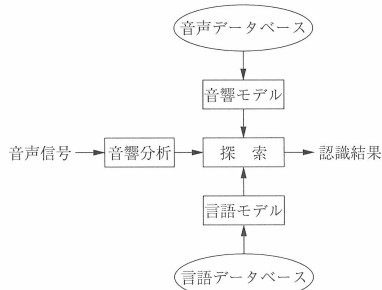 音声データベース
音響モデル
音声信号
音響分析
探 索
認識結果
言語モデル
言語データベース